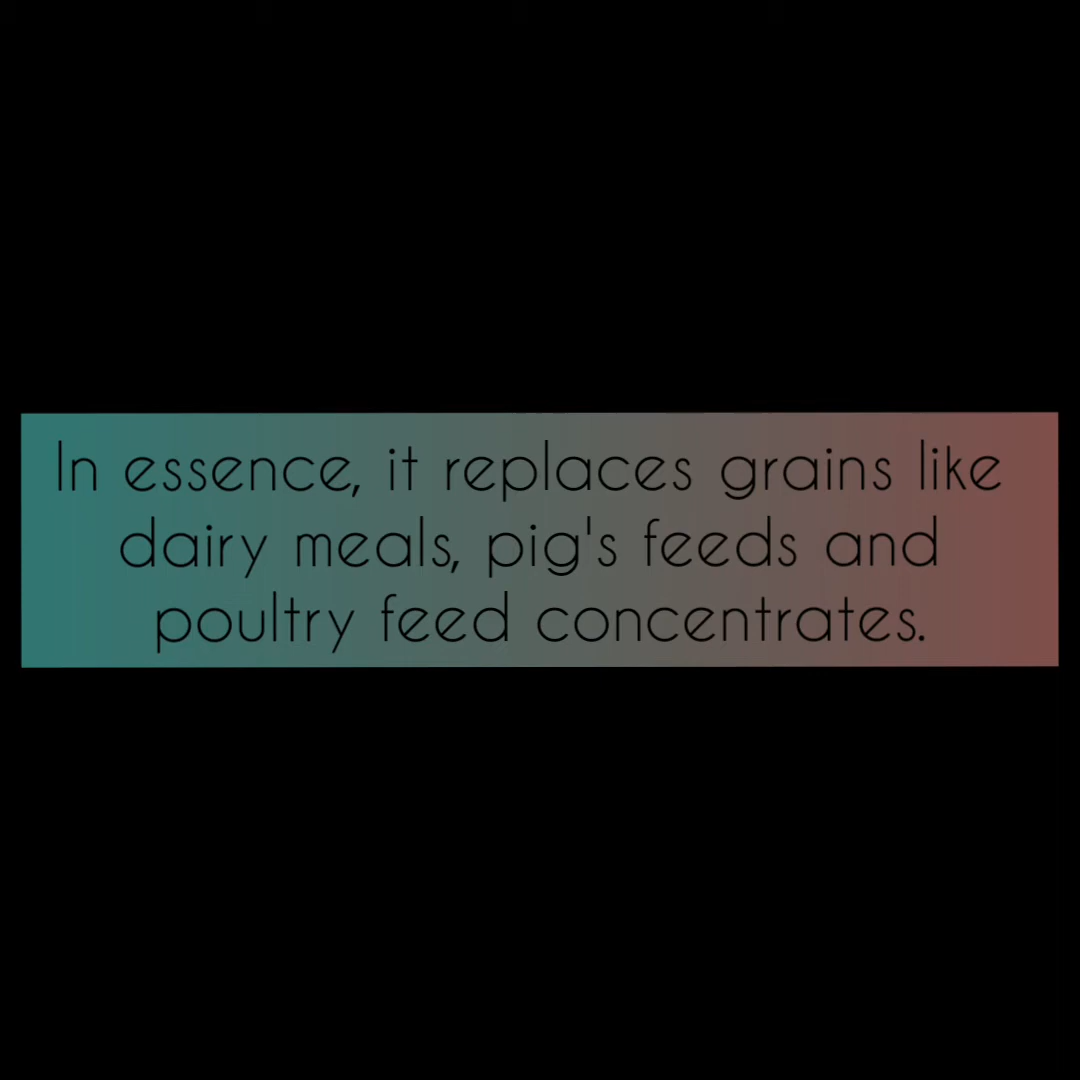 In essence, it replaces grains like
dairy meals, pig's feeds and
poultry feed concentrates.